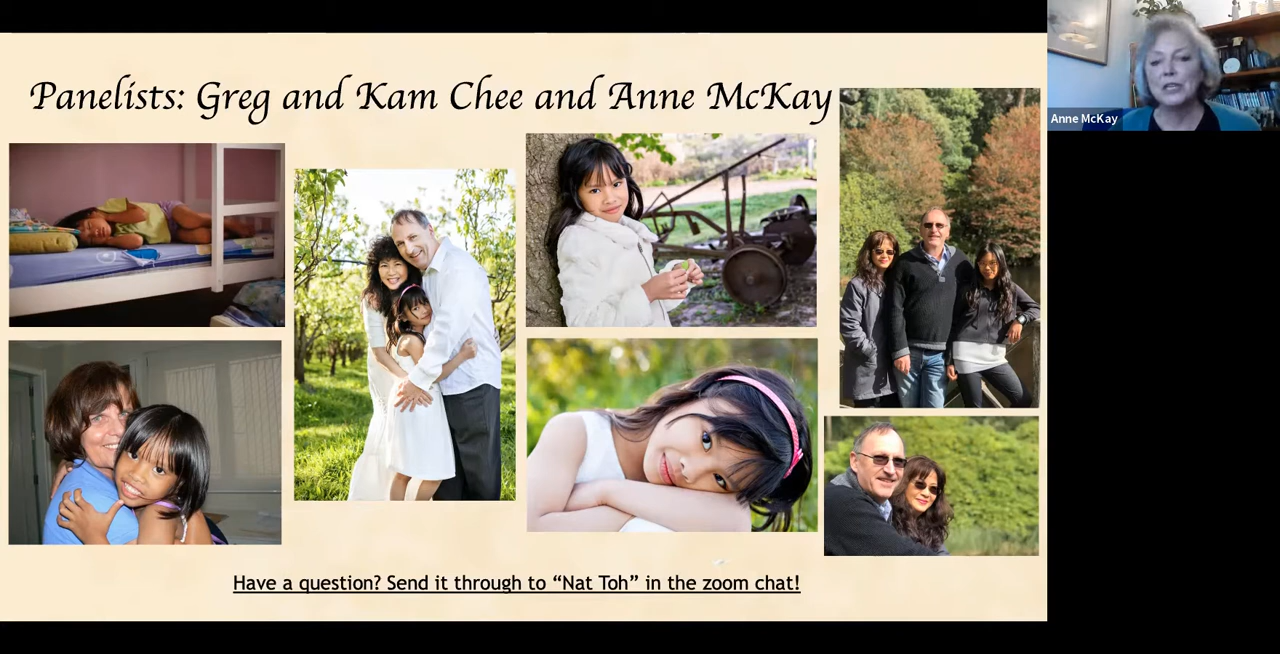 Panelists: Greg and Kam Chee and Anne McKay
Anne McKay
Have a question? Send it through to “Nat Toh” in the zoom chat!